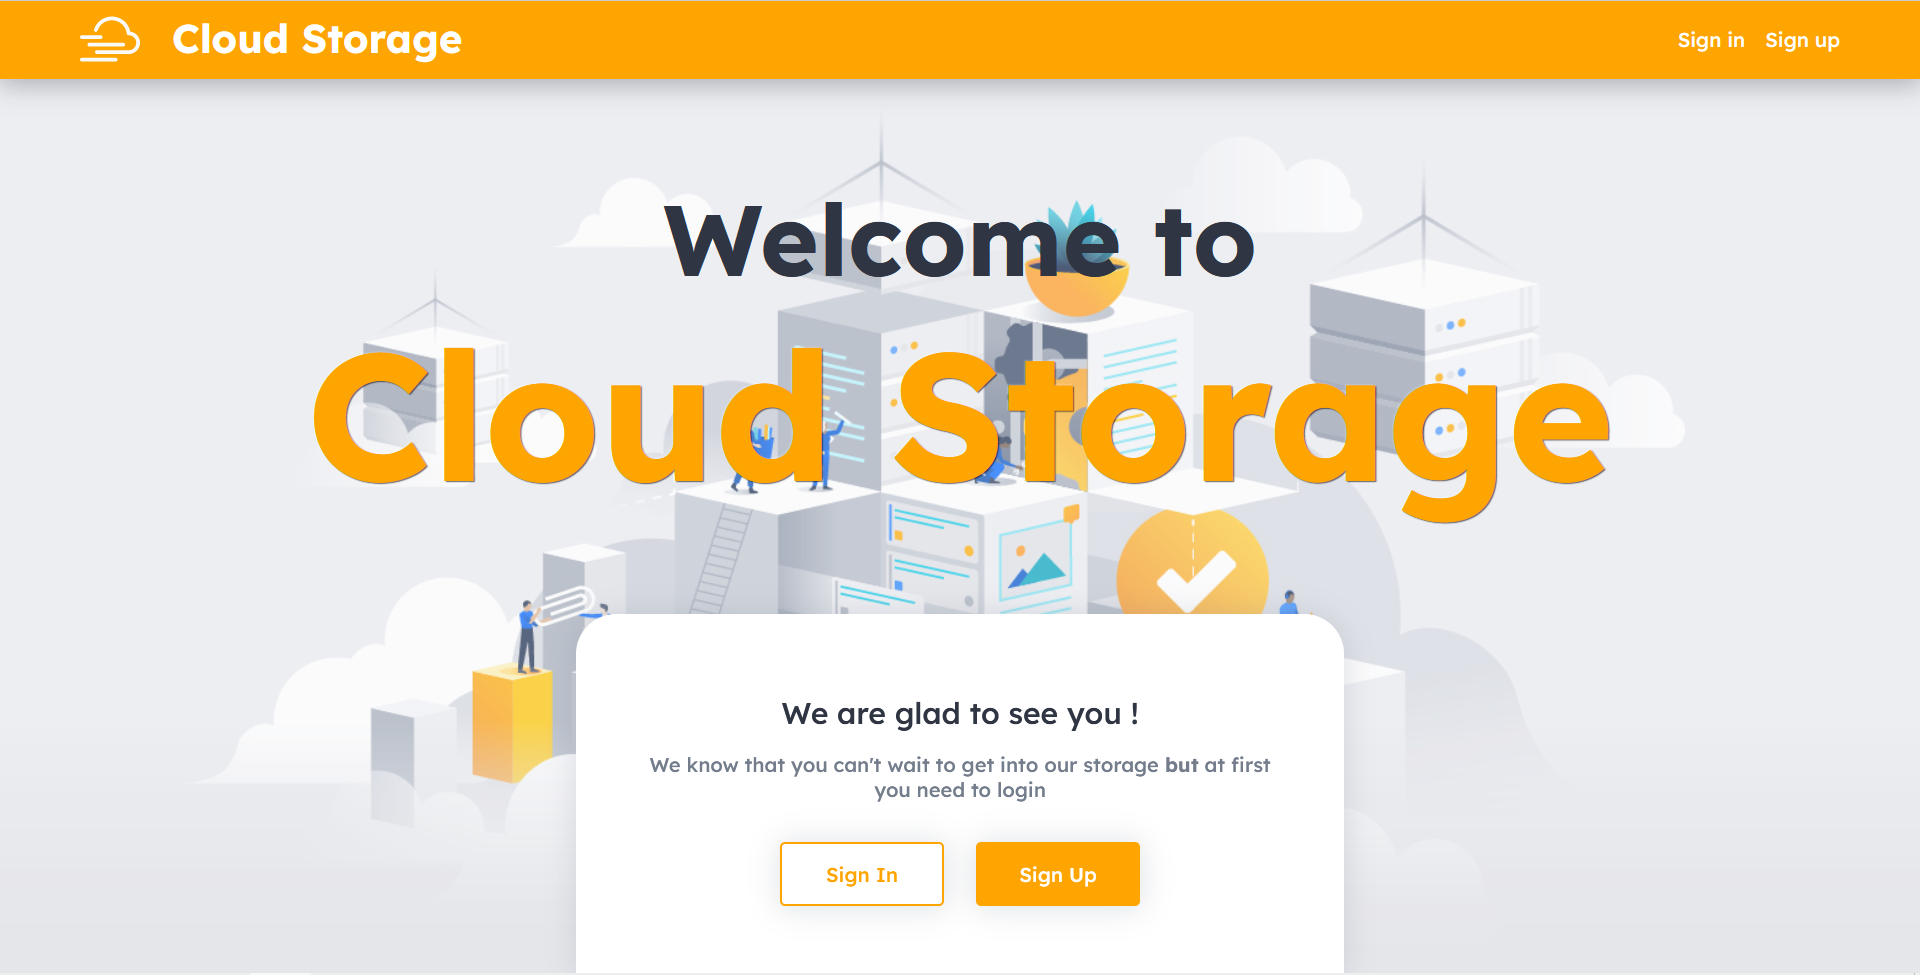 Cloud Storage
Sign in Sign up
Welcome to
Cloud Storage
We are glad to see you !
We know that you can't wait to get into our storage but at first
you need to login
Sign In
Sign Up